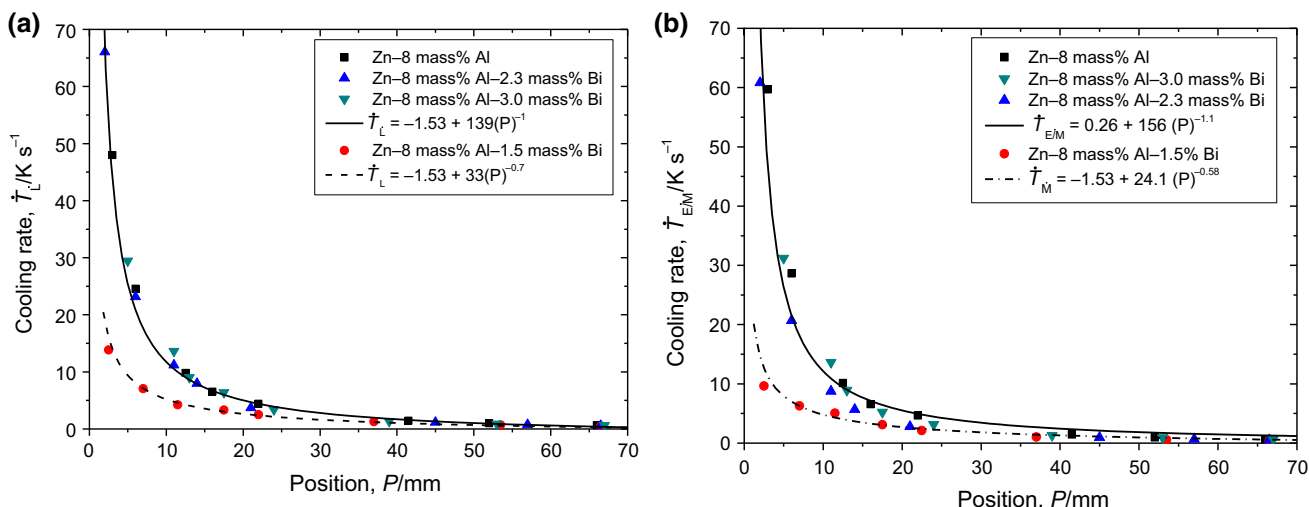 (a)
70
60
50
40
30
20
10
0
Cooling rate, Ṫ_L/K s⁻¹
Zn–8 mass% Al
Zn–8 mass% Al–2.3 mass% Bi
Zn–8 mass% Al–3.0 mass% Bi
Ṫ_L = –1.53 + 139(P)⁻¹
Zn–8 mass% Al–1.5 mass% Bi
Ṫ_L = –1.53 + 33(P)⁻⁰·⁷
0 10 20 30 40 50 60 70
Position, P/mm
(b)
70
60
50
40
30
20
10
0
Cooling rate, Ṫ_E/M/K s⁻¹
Zn–8 mass% Al
Zn–8 mass% Al–3.0 mass% Bi
Zn–8 mass% Al–2.3 mass% Bi
Ṫ_E/M = 0.26 + 156 (P)⁻¹·¹
Zn–8 mass% Al–1.5% Bi
Ṫ_M = –1.53 + 24.1 (P)⁻⁰·⁵⁸
0 10 20 30 40 50 60 70
Position, P/mm